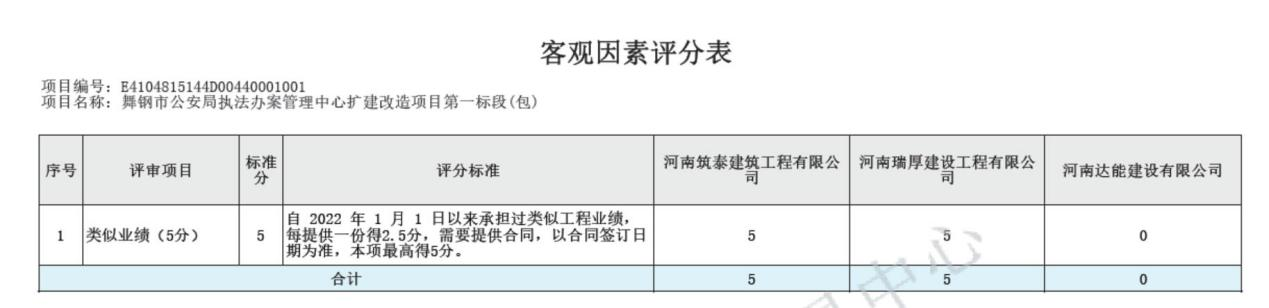 客观因素评分表
项目编号：E4104815144D00440001001
项目名称：舞钢市公安局执法办案管理中心扩建改造项目第一标段(包)
序号 评审项目 标准分 评分标准 河南筑泰建筑工程有限公司 河南瑞厚建设工程有限公司 河南达能建设有限公司
1 类似业绩（5分） 5 自 2022 年 1 月 1 日以来承担过类似工程业绩，
每提供一份得2.5分，需要提供合同，以合同签订日
期为准，本项最高得5分。 5 5 0
合计 5 5 0
中心